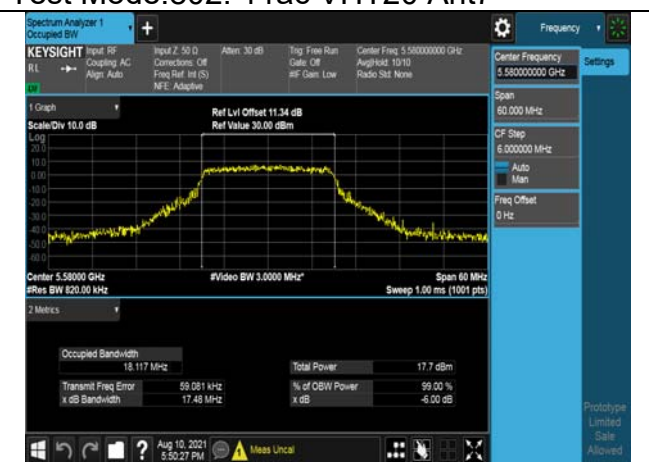 Test Mode:802.11ac VHT20 Ant7
Spectrum Analyzer 1
Occupied BW
+
Frequency
KEYSIGHT
RL
Input: RF
Coupling: AC
Align: Auto
Input Z: 50 Ω
Corrections: Off
Freq Ref: Int (S)
NFE: Adaptive
Atten: 30 dB
Trig: Free Run
Gate: Off
#IF Gain: Low
Center Freq: 5.580000000 GHz
Avg|Hold: 10/10
Radio Std: None
Center Frequency
5.580000000 GHz
Settings
Span
60.000 MHz
CF Step
6.000000 MHz
Auto
Man
Freq Offset
0 Hz
1 Graph
Scale/Div 10.0 dB
Ref Lvl Offset 11.34 dB
Ref Value 30.00 dBm
Log
20.0
10.0
0.00
-10.0
-20.0
-30.0
-40.0
-50.0
-60.0
Center 5.58000 GHz
#Res BW 820.00 kHz
#Video BW 3.0000 MHz*
Span 60 MHz
Sweep 1.00 ms (1001 pts)
2 Metrics
Occupied Bandwidth
18.117 MHz
Total Power 17.7 dBm
Transmit Freq Error 59.081 kHz
% of OBW Power 99.00 %
x dB Bandwidth 17.48 MHz
x dB -6.00 dB
Prototype
Limited
Sale
Allowed
?
Aug 10, 2021
5:50:27 PM
Meas Uncal